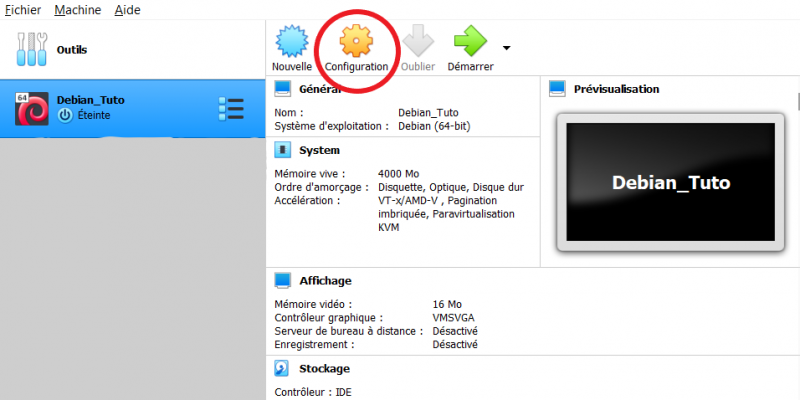 Fichier Machine Aide
Outils
Nouvelle Configuration Oublier Démarrer
64
Debian_Tuto
Éteinte
Général
Nom : Debian_Tuto
Système d'exploitation : Debian (64-bit)
System
Mémoire vive : 4000 Mo
Ordre d'amorçage : Disquette, Optique, Disque dur
Accélération : VT-x/AMD-V , Pagination
imbriquée, Paravirtualisation
KVM
Prévisualisation
Debian_Tuto
Affichage
Mémoire vidéo : 16 Mo
Contrôleur graphique : VMSVGA
Serveur de bureau à distance : Désactivé
Enregistrement : Désactivé
Stockage
Contrôleur : IDE